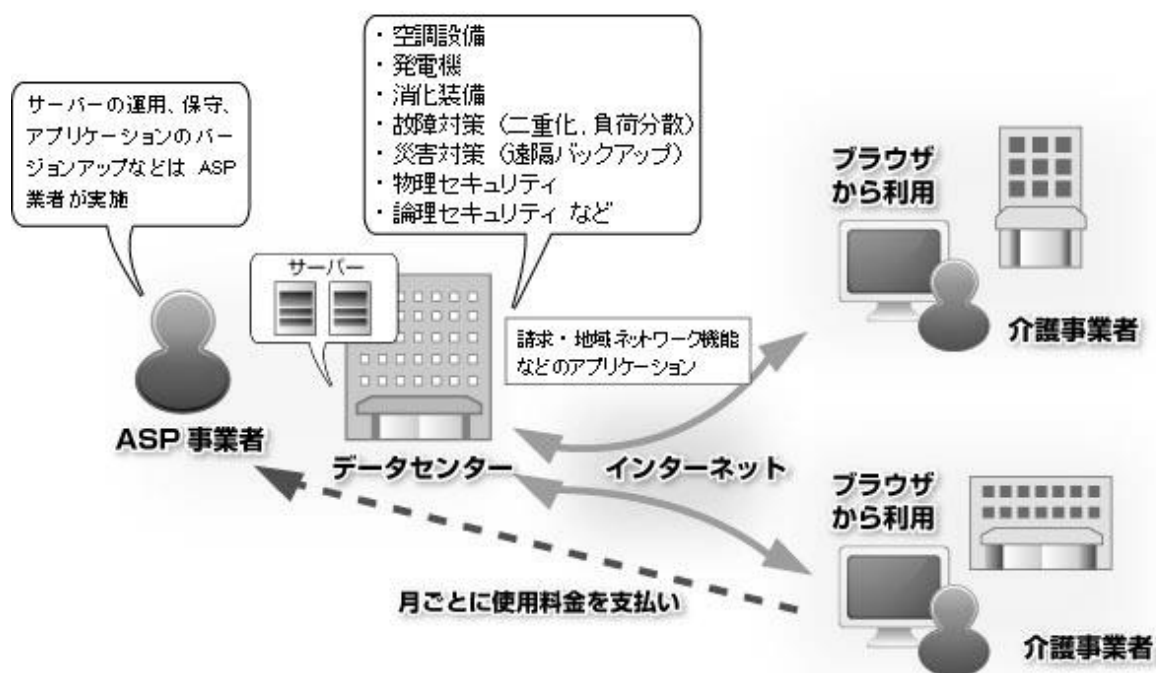 サーバーの運用、保守、
アプリケーションのバー
ジョンアップなどは ASP
業者が実施
・空調設備
・発電機
・消化装備
・故障対策（二重化，負荷分散）
・災害対策（遠隔バックアップ）
・物理セキュリティ
・論理セキュリティ など
サーバー
請求・地域ネットワーク機能
などのアプリケーション
ブラウザ
から利用
介護事業者
ASP 事業者
データセンター
インターネット
ブラウザ
から利用
月ごとに使用料金を支払い
介護事業者